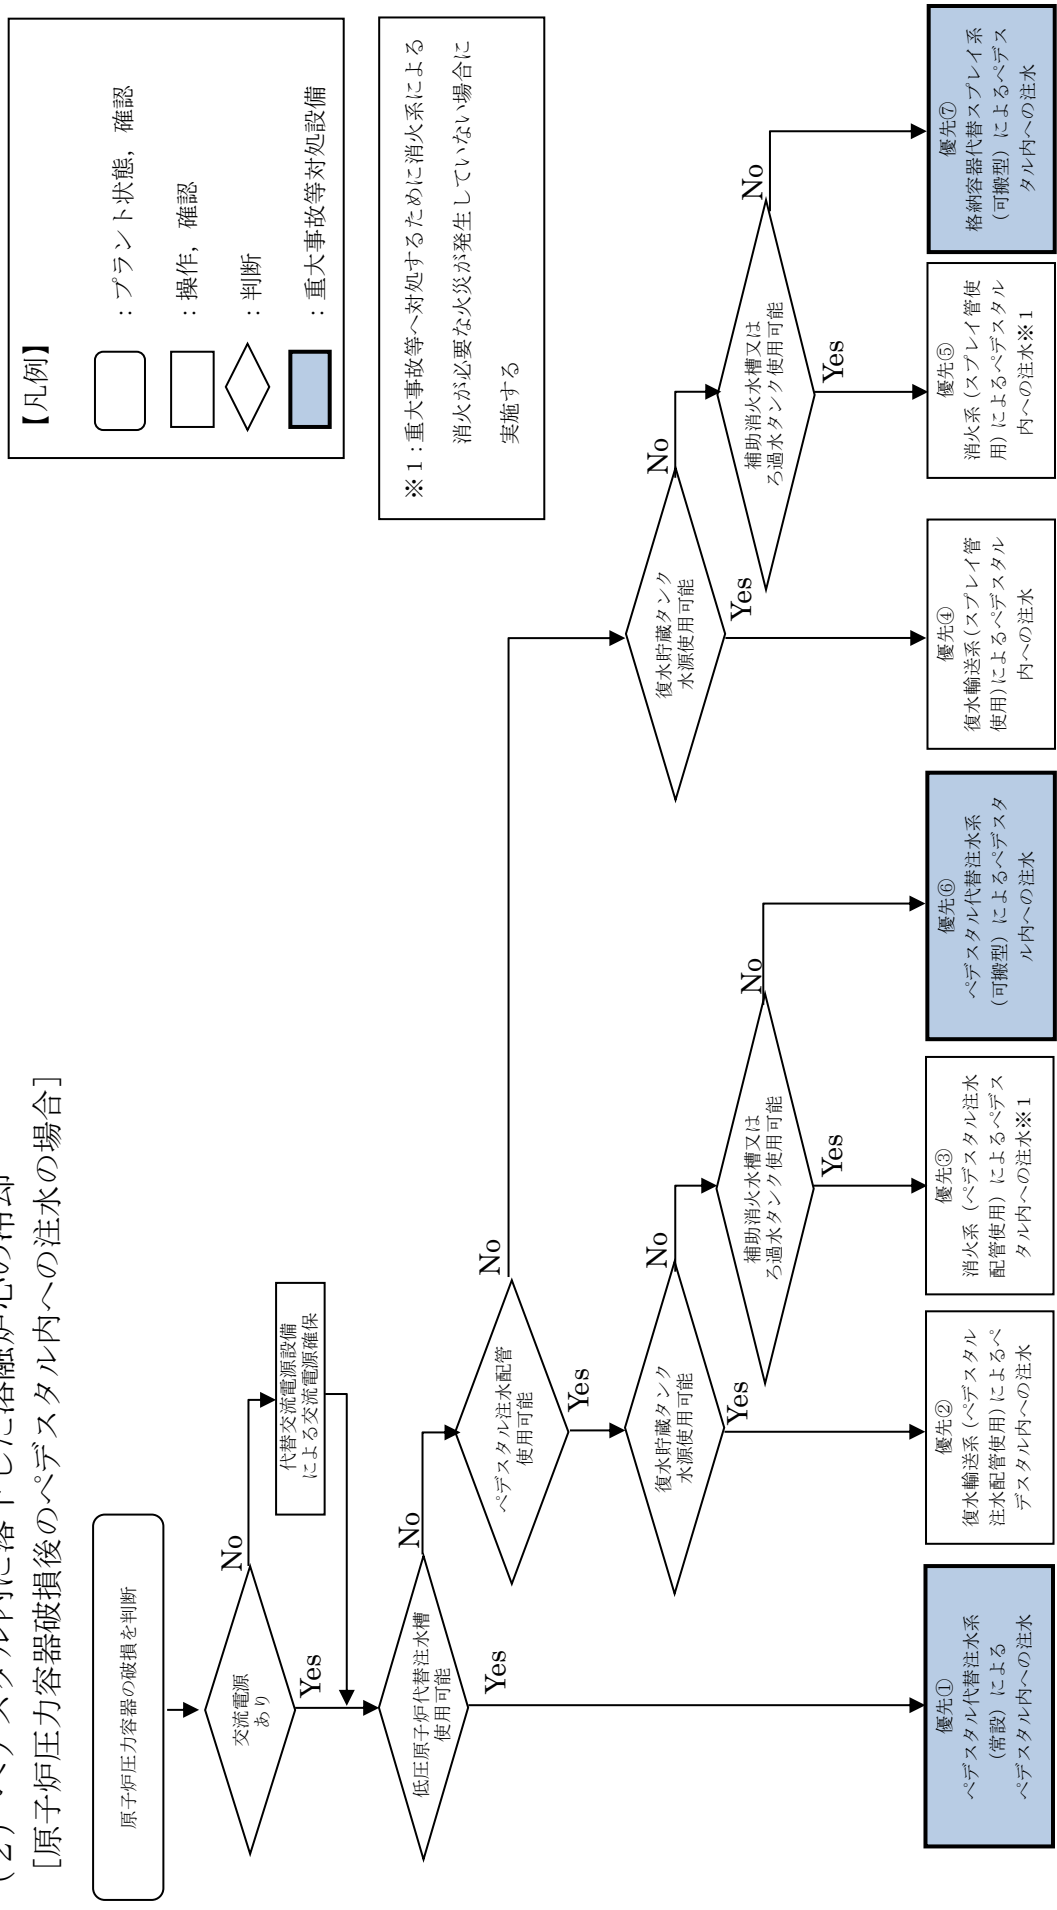 [原子炉圧力容器破損後のペデスタル内への注水の場合]
原子炉圧力容器の破損を判断
交流電源
あり
No
Yes
代替交流電源設備
による交流電源確保
低圧原子炉代替注水槽
使用可能
No
Yes
ペデスタル注水配管
使用可能
No
Yes
復水貯蔵タンク
水源使用可能
No
Yes
補助消火水槽又は
ろ過水タンク使用可能
No
Yes
復水貯蔵タンク
水源使用可能
No
Yes
補助消火水槽又は
ろ過水タンク使用可能
No
Yes
優先①
ペデスタル代替注水系
(常設)による
ペデスタル内への注水
優先②
復水輸送系(ペデスタル
注水配管使用)によるペ
デスタル内への注水
優先③
消火系(ペデスタル注水
配管使用)によるペデス
タル内への注水※1
優先⑥
ペデスタル代替注水系
(可搬型)によるペデスタ
ル内への注水
優先④
復水輸送系(スプレイ管
使用)によるペデスタル
内への注水
優先⑤
消火系(スプレイ管使
用)によるペデスタル
内への注水※1
優先⑦
格納容器代替スプレイ系
(可搬型)によるペデス
タル内への注水
【凡例】
:プラント状態,確認
:操作,確認
:判断
:重大事故等対処設備
※1:重大事故等へ対処するために消火系による
消火が必要な火災が発生していない場合に
実施する